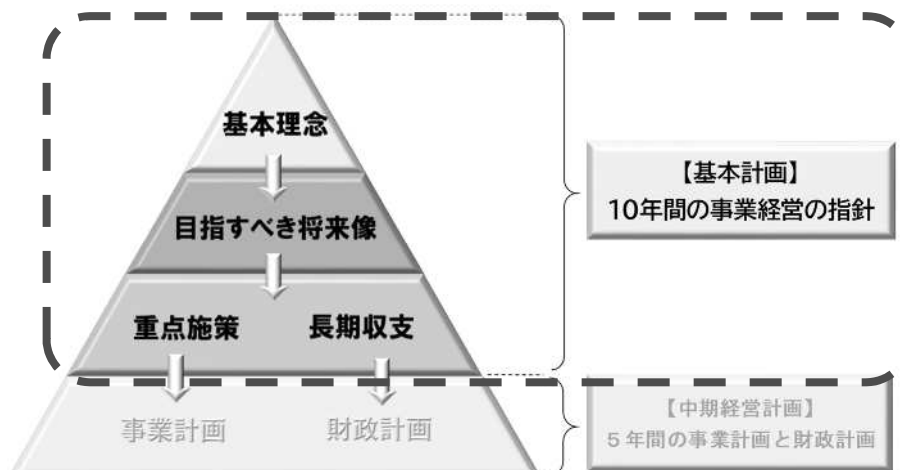 基本理念
目指すべき将来像
重点施策 長期収支
事業計画 財政計画
【基本計画】
10年間の事業経営の指針
【中期経営計画】
5年間の事業計画と財政計画